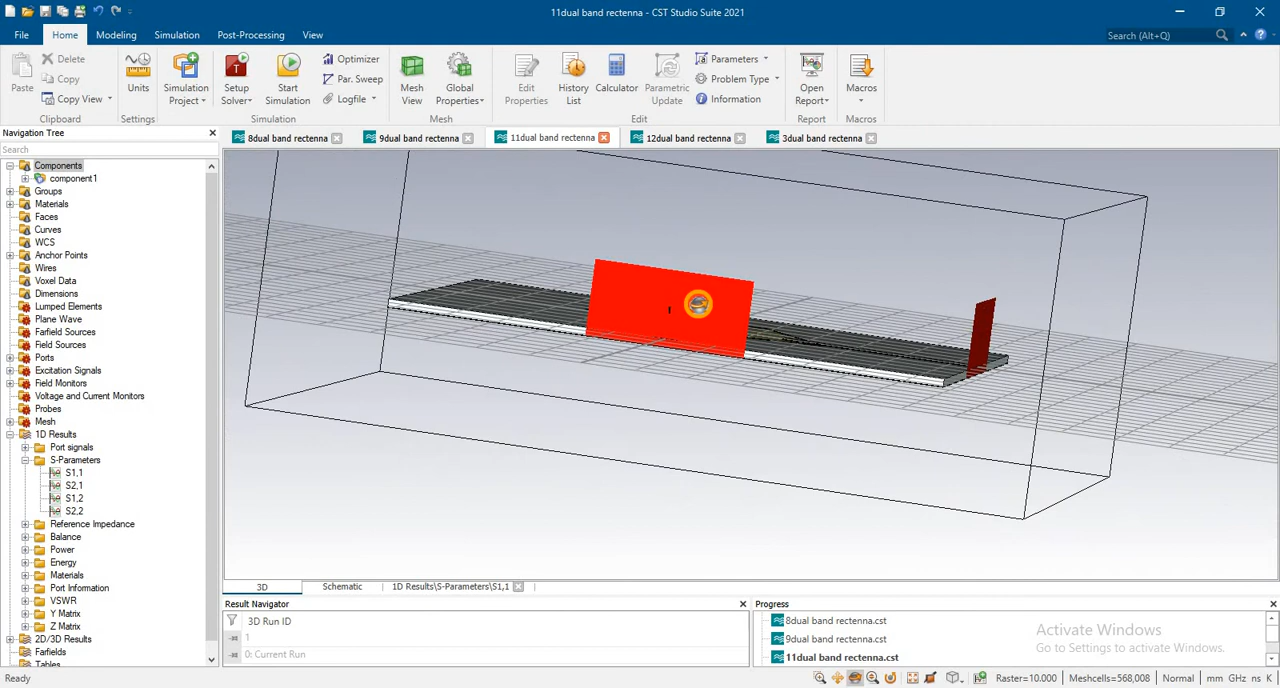 11dual band rectenna - CST Studio Suite 2021
File Home Modeling Simulation Post-Processing View Search (Alt+Q)
Paste Delete Copy Copy View Clipboard
Units Settings
Simulation Project Setup Solver Start Simulation Optimizer Par. Sweep Logfile Simulation
Mesh View Global Properties Mesh
Edit Properties History List Calculator Parametric Update Parameters Problem Type Information Edit
Open Report Report
Macros Macros
Navigation Tree
8dual band rectenna 9dual band rectenna 11dual band rectenna 12dual band rectenna 3dual band rectenna
Search
Components
component1
Groups
Materials
Faces
Curves
WCS
Anchor Points
Wires
Voxel Data
Dimensions
Lumped Elements
Plane Wave
Farfield Sources
Field Sources
Ports
Excitation Signals
Field Monitors
Voltage and Current Monitors
Probes
Mesh
1D Results
Port signals
S-Parameters
S1,1
S2,1
S1,2
S2,2
Reference Impedance
Balance
Power
Energy
Materials
Port Information
VSWR
Y Matrix
Z Matrix
2D/3D Results
Farfields
Tables
3D Schematic 1D Results\S-Parameters\S1,1
Result Navigator
3D Run ID
1
0: Current Run
Progress
8dual band rectenna.cst
9dual band rectenna.cst
11dual band rectenna.cst
Activate Windows
Go to Settings to activate Windows.
Ready Raster=10.000 Meshcells=568,008 Normal mm GHz ns K